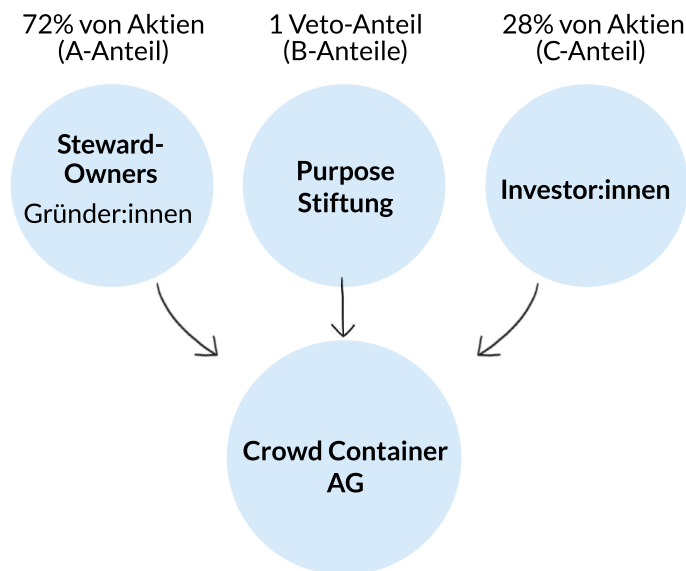 72% von Aktien
(A-Anteil)
1 Veto-Anteil
(B-Anteile)
28% von Aktien
(C-Anteil)
Steward-
Owners
Gründer:innen
Purpose
Stiftung
Investor:innen
Crowd Container
AG